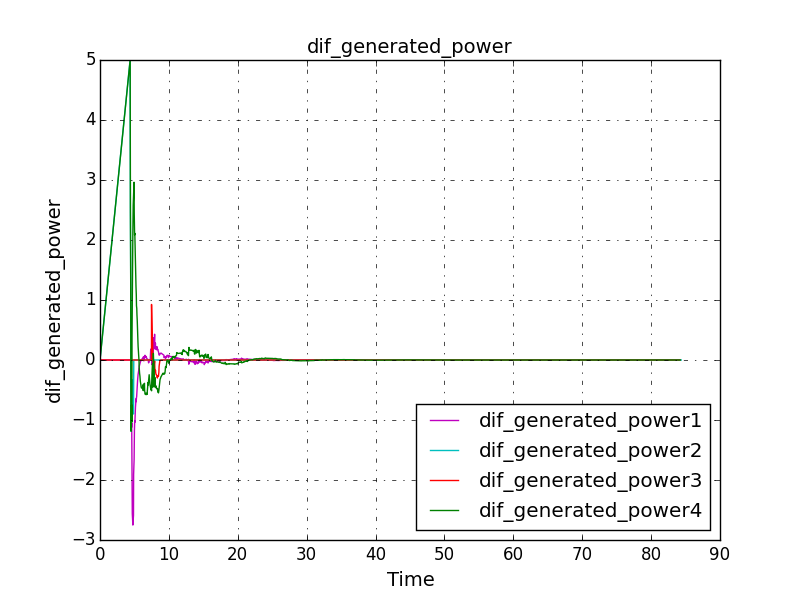 dif_generated_power
5
4
3
2
1
0
−1
−2
−3
dif_generated_power
0 10 20 30 40 50 60 70 80 90
Time
dif_generated_power1
dif_generated_power2
dif_generated_power3
dif_generated_power4